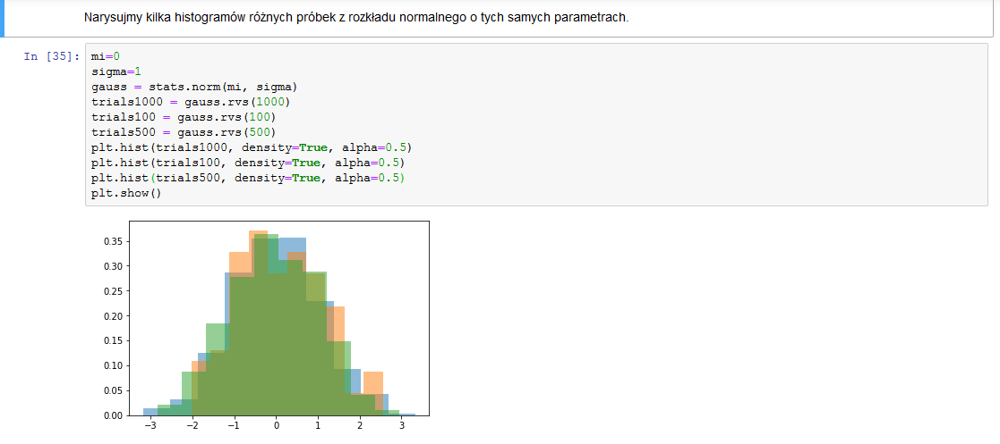 Narysujmy kilka histogramów różnych próbek z rozkładu normalnego o tych samych parametrach.
In [35]:
mi=0
sigma=1
gauss = stats.norm(mi, sigma)
trials1000 = gauss.rvs(1000)
trials100 = gauss.rvs(100)
trials500 = gauss.rvs(500)
plt.hist(trials1000, density=True, alpha=0.5)
plt.hist(trials100, density=True, alpha=0.5)
plt.hist(trials500, density=True, alpha=0.5)
plt.show()
0.35
0.30
0.25
0.20
0.15
0.10
0.05
0.00
−3 −2 −1 0 1 2 3